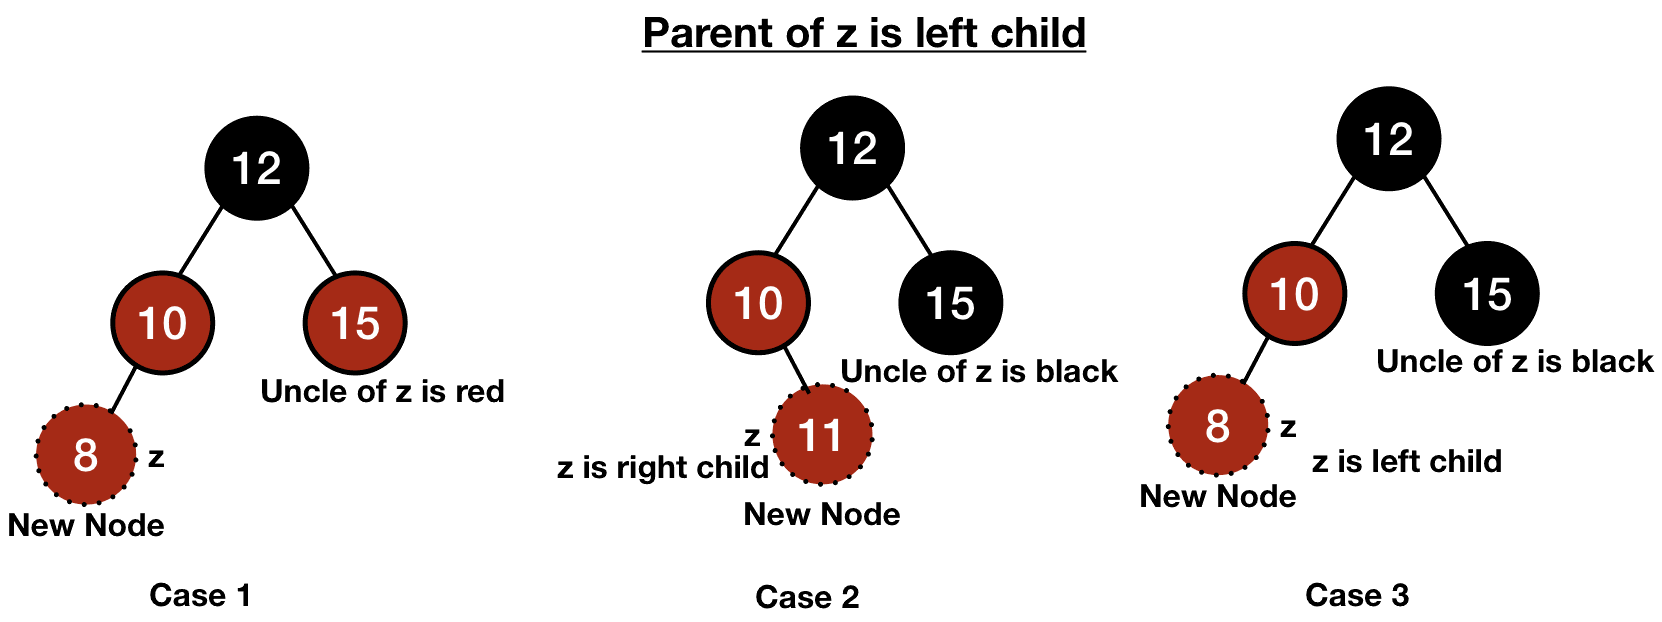 Parent of z is left child
12
10
15
Uncle of z is red
8
z
New Node
Case 1
12
10
15
Uncle of z is black
11
z
z is right child
New Node
Case 2
12
10
15
Uncle of z is black
8
z
z is left child
New Node
Case 3